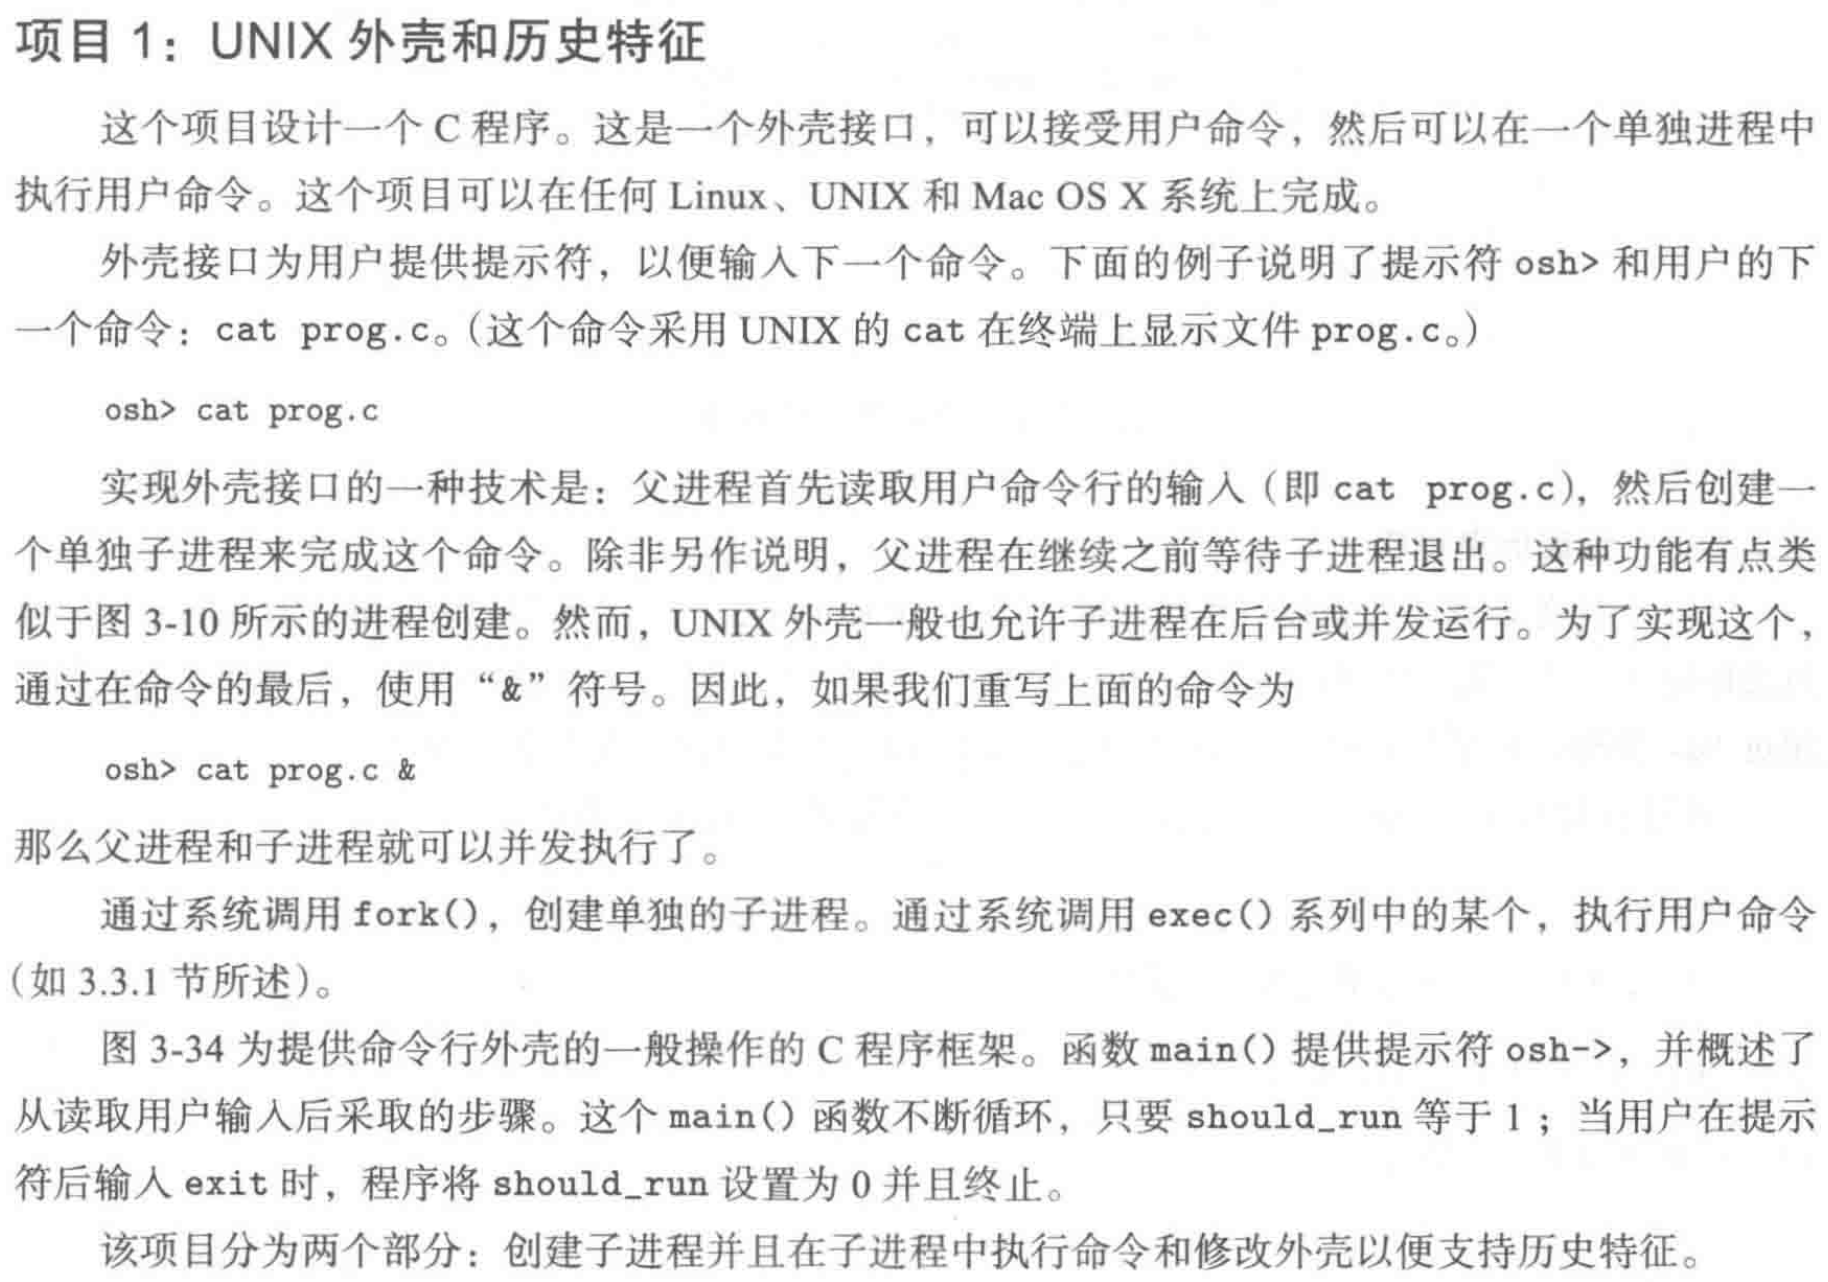 项目 1：UNIX 外壳和历史特征
这个项目设计一个 C 程序。这是一个外壳接口，可以接受用户命令，然后可以在一个单独进程中
执行用户命令。这个项目可以在任何 Linux、UNIX 和 Mac OS X 系统上完成。
外壳接口为用户提供提示符，以便输入下一个命令。下面的例子说明了提示符 osh> 和用户的下
一个命令：cat prog.c。（这个命令采用 UNIX 的 cat 在终端上显示文件 prog.c。）
osh> cat prog.c
实现外壳接口的一种技术是：父进程首先读取用户命令行的输入（即 cat prog.c），然后创建一
个单独子进程来完成这个命令。除非另作说明，父进程在继续之前等待子进程退出。这种功能有点类
似于图 3-10 所示的进程创建。然而，UNIX 外壳一般也允许子进程在后台或并发运行。为了实现这个，
通过在命令的最后，使用“&”符号。因此，如果我们重写上面的命令为
osh> cat prog.c &
那么父进程和子进程就可以并发执行了。
通过系统调用 fork()，创建单独的子进程。通过系统调用 exec() 系列中的某个，执行用户命令
（如 3.3.1 节所述）。
图 3-34 为提供命令行外壳的一般操作的 C 程序框架。函数 main() 提供提示符 osh->，并概述了
从读取用户输入后采取的步骤。这个 main() 函数不断循环，只要 should_run 等于 1；当用户在提示
符后输入 exit 时，程序将 should_run 设置为 0 并且终止。
该项目分为两个部分：创建子进程并且在子进程中执行命令和修改外壳以便支持历史特征。